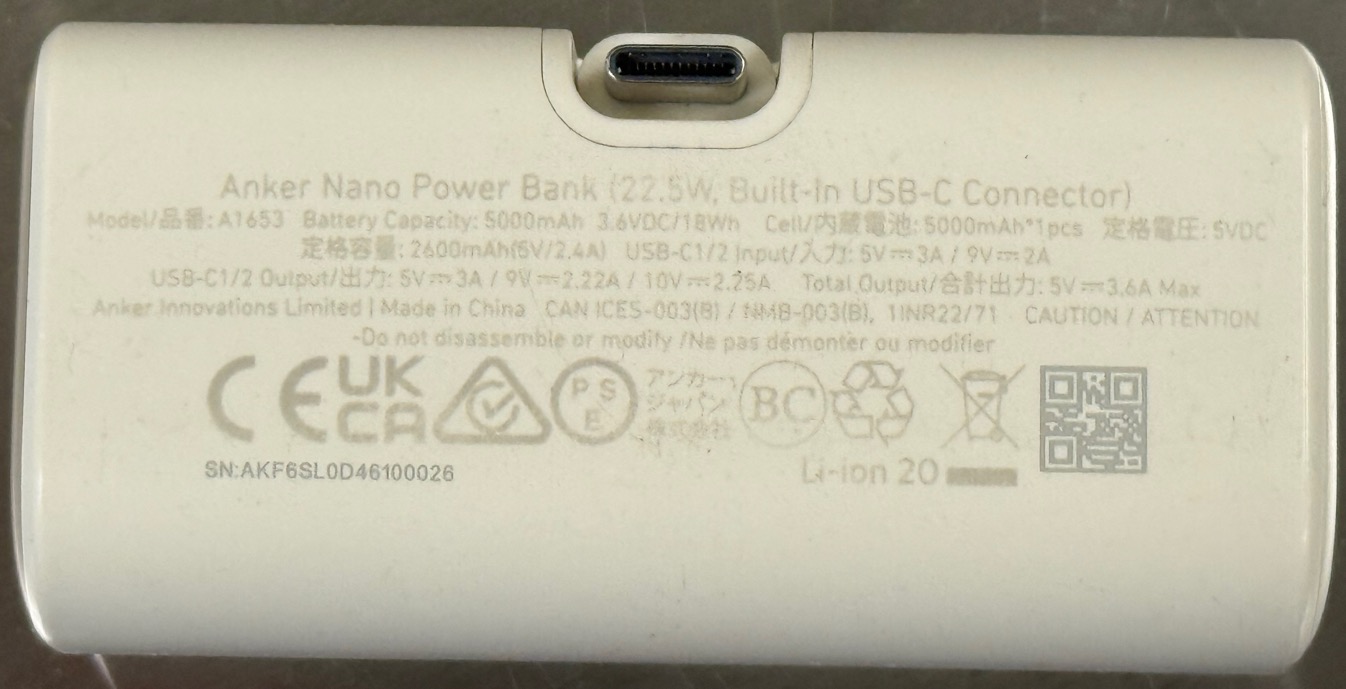 Anker Nano Power Bank (22.5W, Built-In USB-C Connector)
Model/品番: A1653 Battery Capacity: 5000mAh 3.6VDC/18Wh Cell/内蔵電池: 5000mAh*1pcs 定格電圧: 5VDC
定格容量: 2600mAh(5V/2.4A) USB-C1/2 Input/入力: 5V⎓3A / 9V⎓2A
USB-C1/2 Output/出力: 5V⎓3A / 9V⎓2.22A / 10V⎓2.25A Total Output/合計出力: 5V⎓3.6A Max
Anker Innovations Limited | Made in China CAN ICES-003(B) / NMB-003(B), 1INR22/71 CAUTION / ATTENTION
-Do not disassemble or modify /Ne pas démonter ou modifier
CE UK CA PSE アンカー・ジャパン株式会社 BC
SN:AKF6SL0D46100026 Li-ion 20